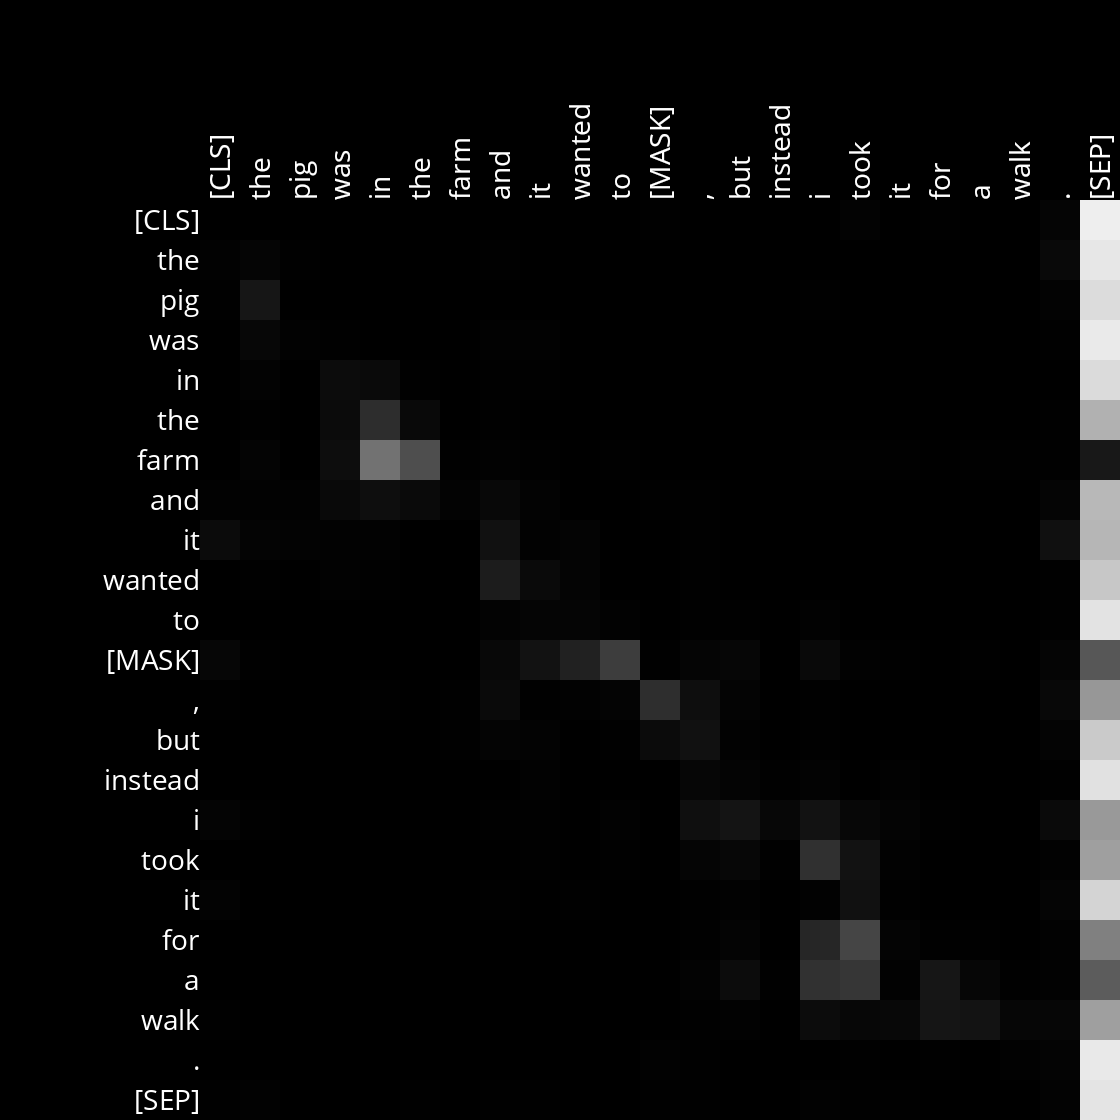 [CLS] the pig was in the farm and it wanted to [MASK] , but instead i took it for a walk . [SEP]
[CLS]
the
pig
was
in
the
farm
and
it
wanted
to
[MASK]
,
but
instead
i
took
it
for
a
walk
.
[SEP]